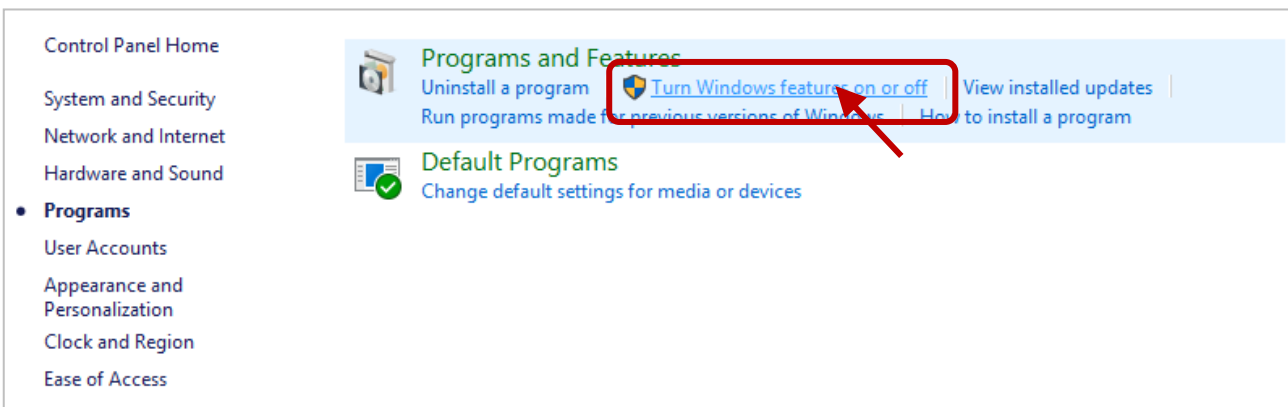 Control Panel Home
System and Security
Network and Internet
Hardware and Sound
Programs
User Accounts
Appearance and
Personalization
Clock and Region
Ease of Access
Programs and Features
Uninstall a program Turn Windows features on or off View installed updates
Run programs made for previous versions of Windows How to install a program
Default Programs
Change default settings for media or devices